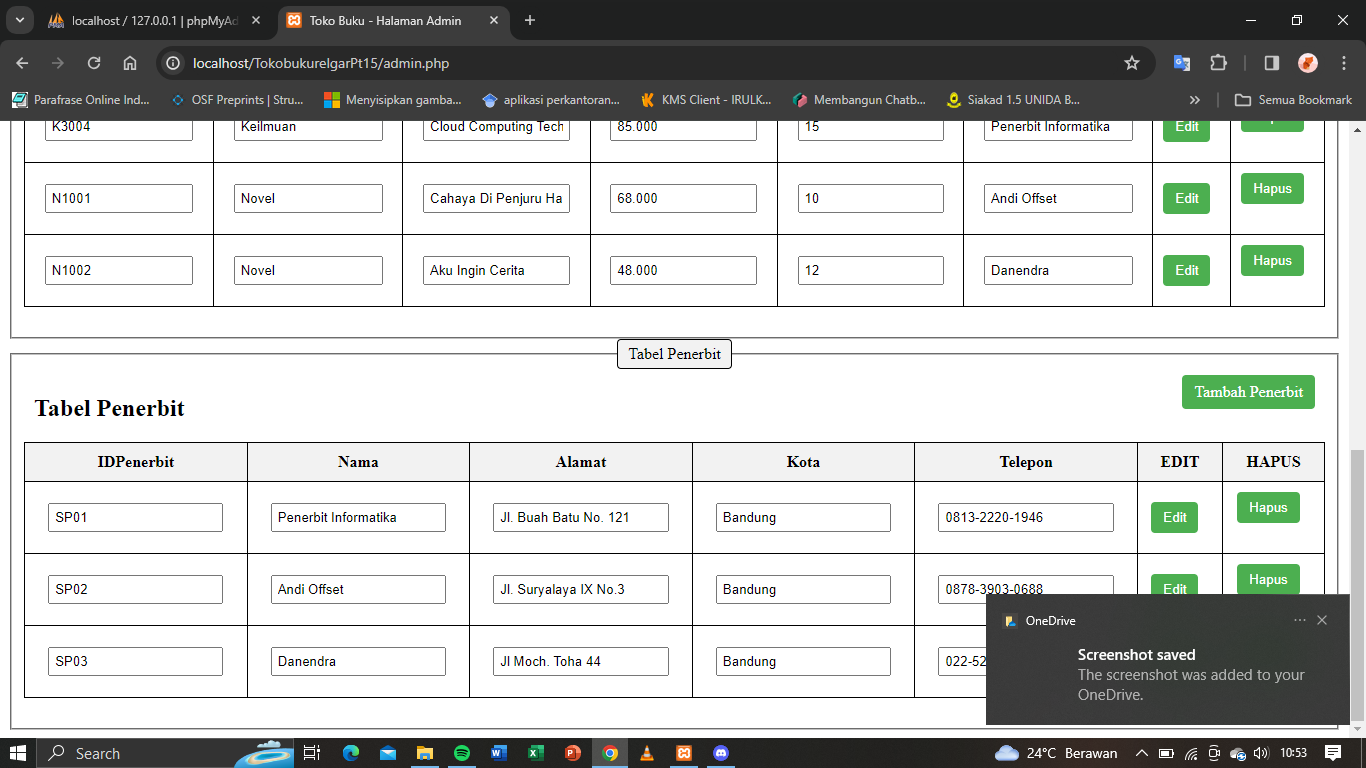 localhost / 127.0.0.1 | phpMyAd
Toko Buku - Halaman Admin
localhost/TokobukurelgarPt15/admin.php
Parafrase Online Ind... OSF Preprints | Stru... Menyisipkan gamba... aplikasi perkantoran... KMS Client - IRULK... Membangun Chatb... Siakad 1.5 UNIDA B... » Semua Bookmark
K3004 Keilmuan Cloud Computing Tech 85.000 15 Penerbit Informatika Edit
N1001 Novel Cahaya Di Penjuru Ha 68.000 10 Andi Offset Edit Hapus
N1002 Novel Aku Ingin Cerita 48.000 12 Danendra Edit Hapus
Tabel Penerbit
Tambah Penerbit
Tabel Penerbit
IDPenerbit Nama Alamat Kota Telepon EDIT HAPUS
SP01 Penerbit Informatika Jl. Buah Batu No. 121 Bandung 0813-2220-1946 Edit Hapus
SP02 Andi Offset Jl. Suryalaya IX No.3 Bandung 0878-3903-0688 Edit Hapus
SP03 Danendra Jl Moch. Toha 44 Bandung 022-52
OneDrive
Screenshot saved
The screenshot was added to your
OneDrive.
Search
24°C Berawan 10:53